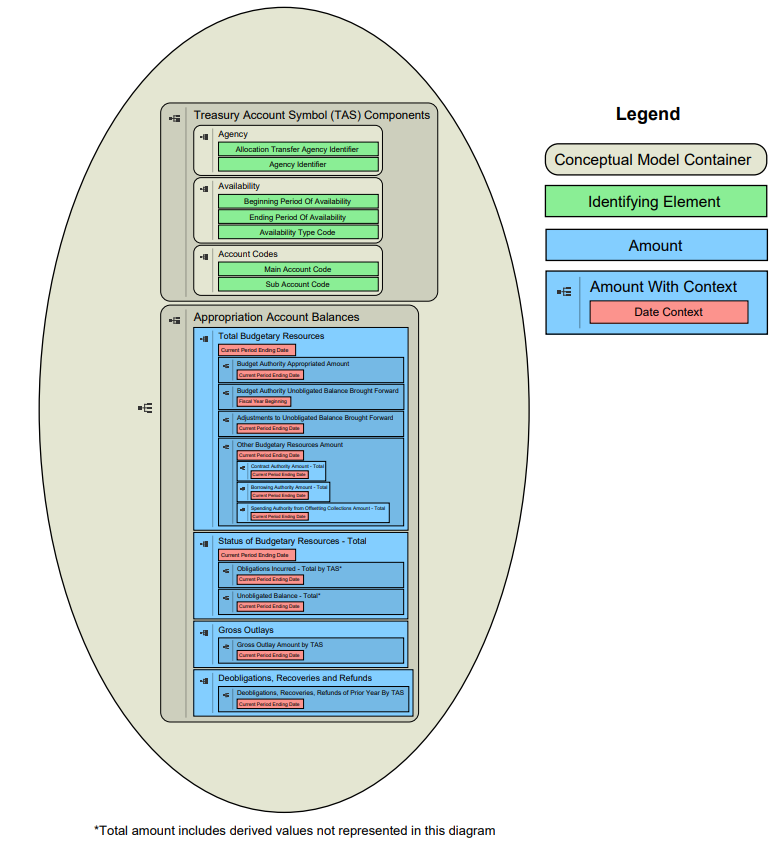 Treasury Account Symbol (TAS) Components
Agency
Allocation Transfer Agency Identifier
Agency Identifier
Availability
Beginning Period Of Availability
Ending Period Of Availability
Availability Type Code
Account Codes
Main Account Code
Sub Account Code
Appropriation Account Balances
Total Budgetary Resources
Current Period Ending Date
Budget Authority Appropriated Amount
Current Period Ending Date
Budget Authority Unobligated Balance Brought Forward
Fiscal Year Beginning
Adjustments to Unobligated Balance Brought Forward
Current Period Ending Date
Other Budgetary Resources Amount
Current Period Ending Date
Contract Authority Amount - Total
Current Period Ending Date
Borrowing Authority Amount - Total
Current Period Ending Date
Spending Authority from Offsetting Collections Amount - Total
Current Period Ending Date
Status of Budgetary Resources - Total
Current Period Ending Date
Obligations Incurred - Total by TAS*
Current Period Ending Date
Unobligated Balance - Total*
Current Period Ending Date
Gross Outlays
Gross Outlay Amount by TAS
Current Period Ending Date
Deobligations, Recoveries and Refunds
Deobligations, Recoveries, Refunds of Prior Year By TAS
Current Period Ending Date
*Total amount includes derived values not represented in this diagram
Legend
Conceptual Model Container
Identifying Element
Amount
Amount With Context
Date Context